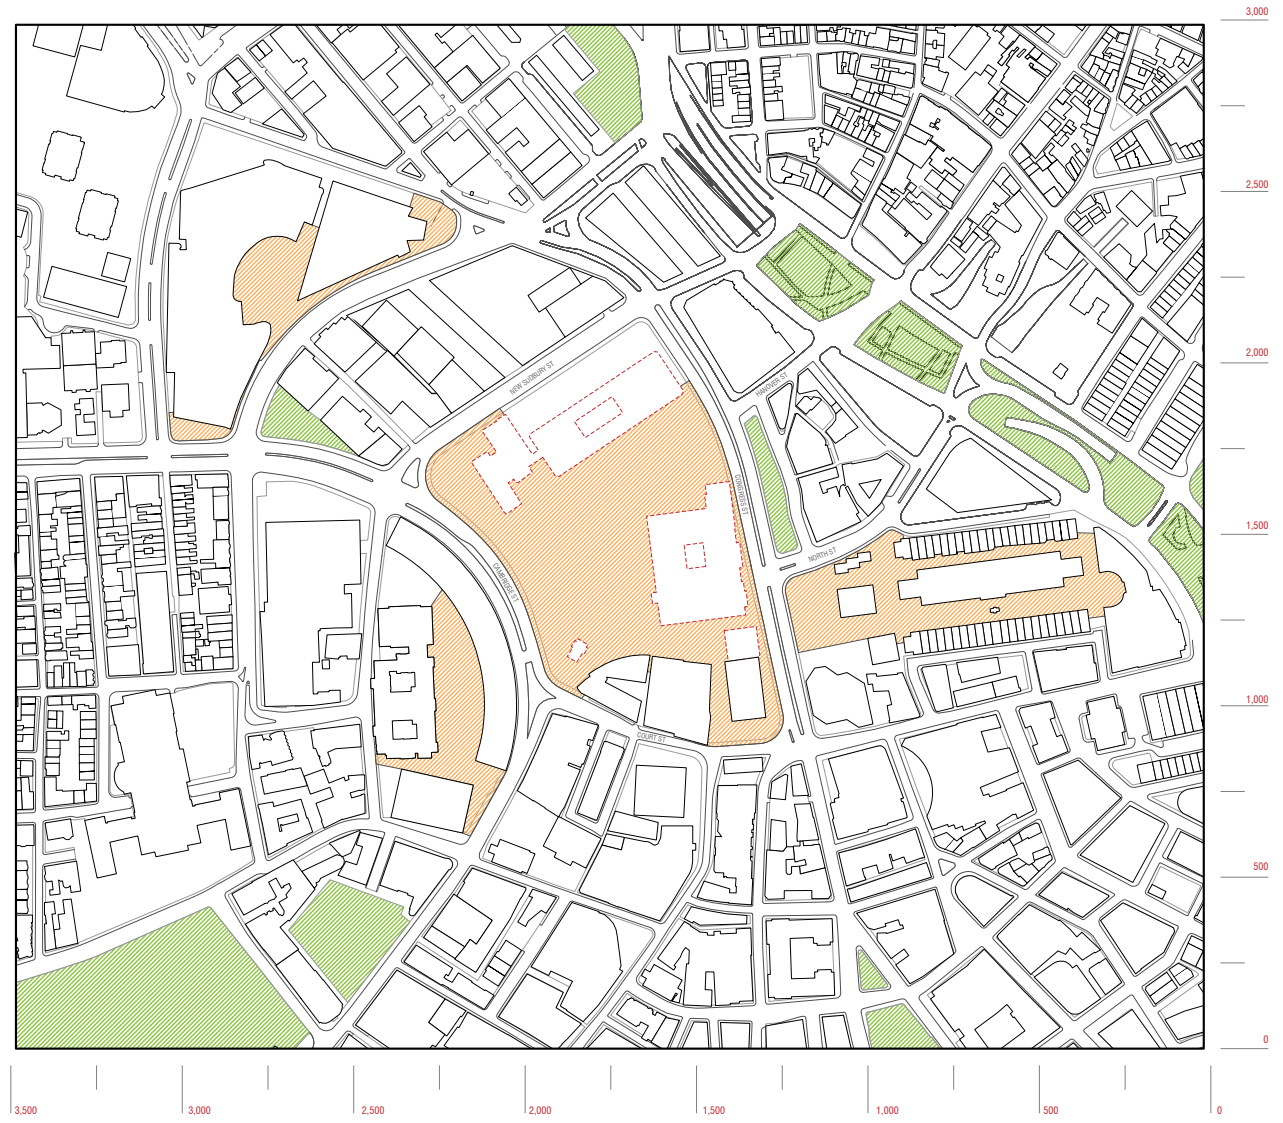 3,000
2,500
2,000
1,500
1,000
500
0
NEW SUDBURY ST
HANOVER ST
CONGRESS ST
NORTH ST
CAMBRIDGE ST
COURT ST
3,500
3,000
2,500
2,000
1,500
1,000
500
0